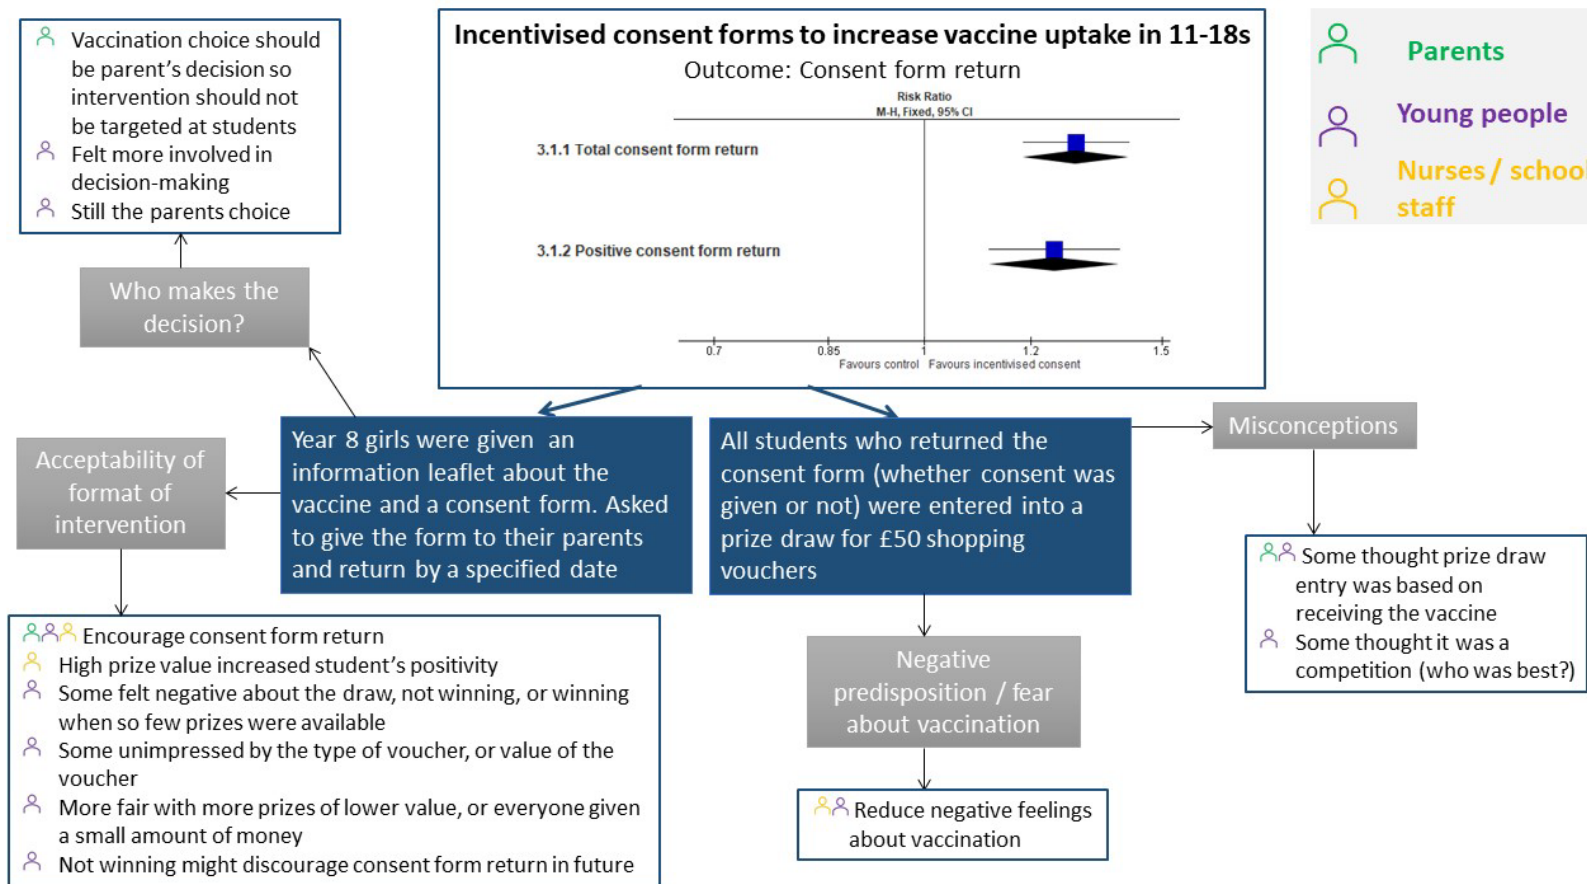 Vaccination choice should
be parent's decision so
intervention should not
be targeted at students
Felt more involved in
decision-making
Still the parents choice
Incentivised consent forms to increase vaccine uptake in 11-18s
Outcome: Consent form return
Risk Ratio
M-H, Fixed, 95% CI
3.1.1 Total consent form return
3.1.2 Positive consent form return
0.7 0.85 1 1.2 1.5
Favours control Favours incentivised consent
Parents
Young people
Nurses / school
staff
Who makes the
decision?
Acceptability of
format of
intervention
Year 8 girls were given an
information leaflet about the
vaccine and a consent form. Asked
to give the form to their parents
and return by a specified date
All students who returned the
consent form (whether consent was
given or not) were entered into a
prize draw for £50 shopping
vouchers
Misconceptions
Some thought prize draw
entry was based on
receiving the vaccine
Some thought it was a
competition (who was best?)
Encourage consent form return
High prize value increased student's positivity
Some felt negative about the draw, not winning, or winning
when so few prizes were available
Some unimpressed by the type of voucher, or value of the
voucher
More fair with more prizes of lower value, or everyone given
a small amount of money
Not winning might discourage consent form return in future
Negative
predisposition / fear
about vaccination
Reduce negative feelings
about vaccination